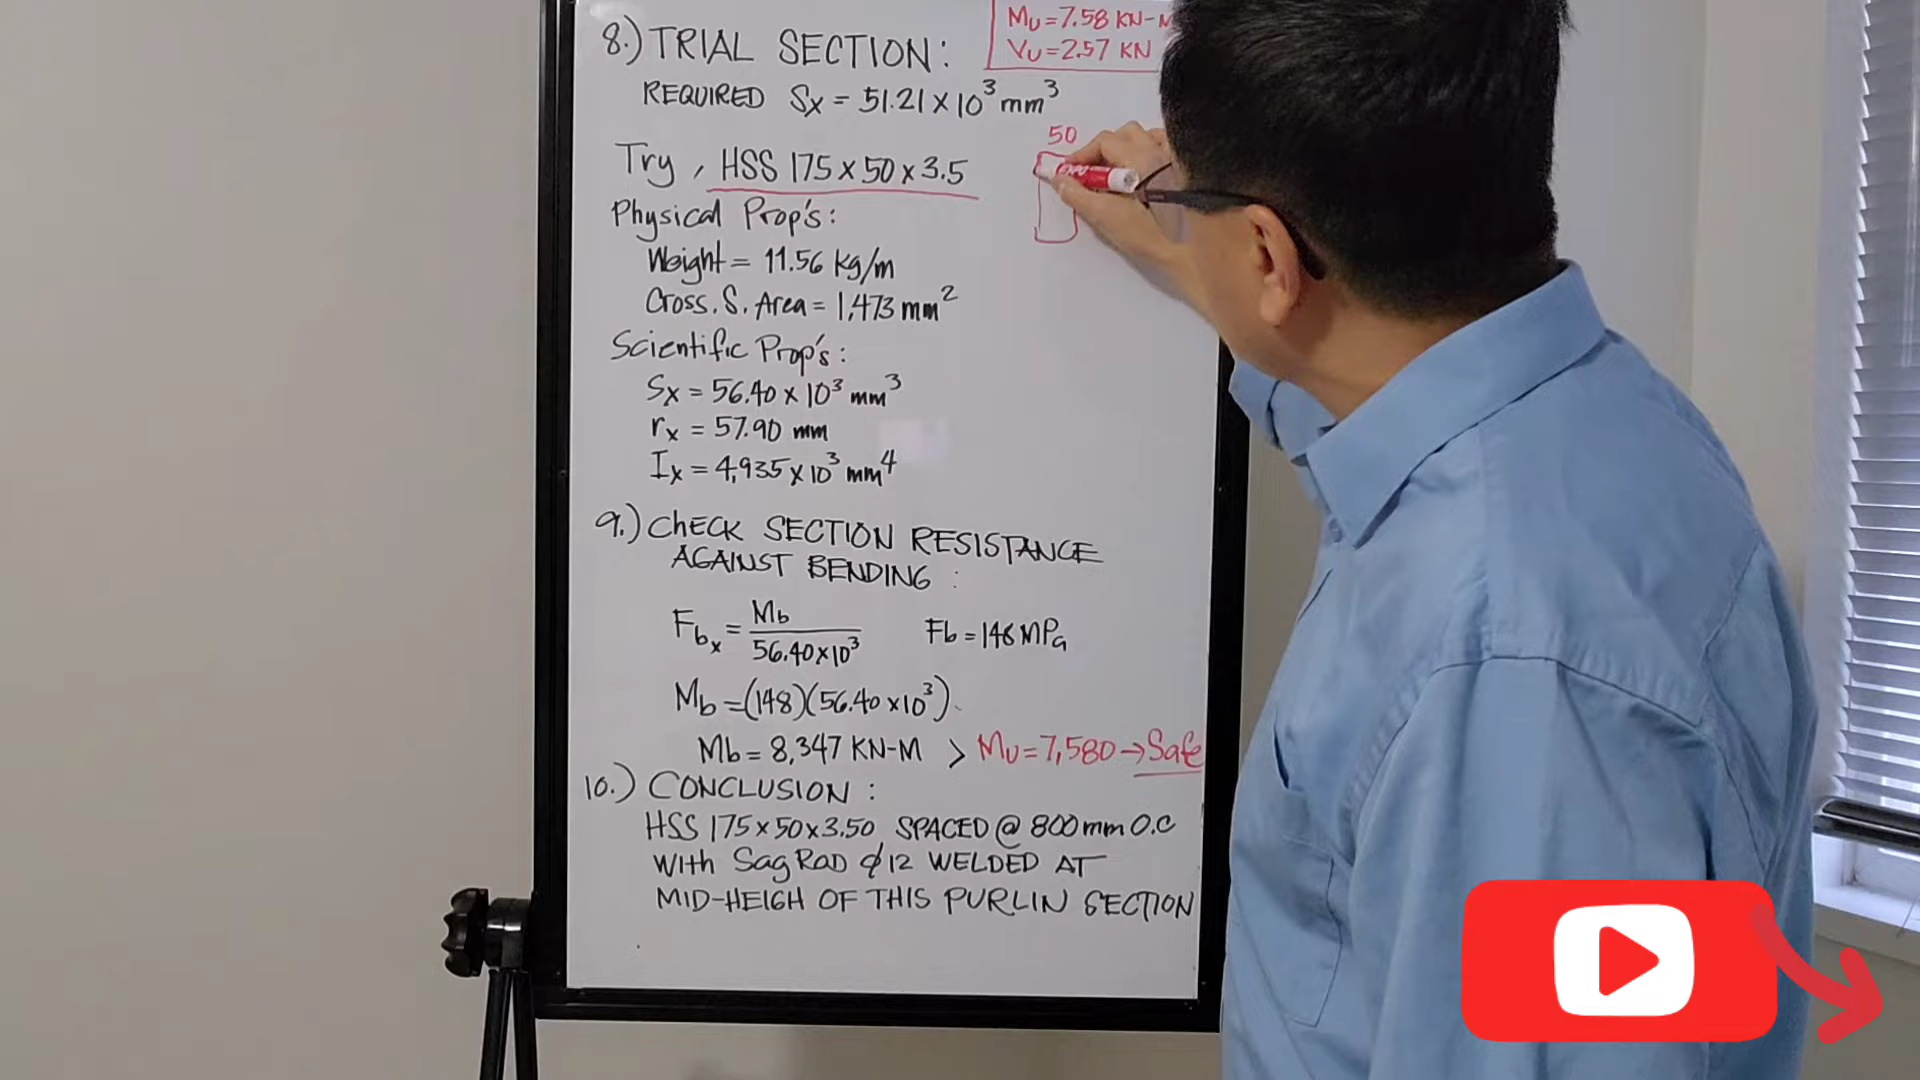 8.) TRIAL SECTION:
MU=7.58 KN-M
VU=2.57 KN
REQUIRED Sx = 51.21 x 10³ mm³
50
Try, HSS 175 x 50 x 3.5
EXPO
Physical Prop's:
Weight = 11.56 Kg/m
Cross. S. Area = 1,473 mm²
Scientific Prop's:
Sx = 56.40 x 10³ mm³
rx = 57.90 mm
Ix = 4,935 x 10³ mm⁴
9.) CHECK SECTION RESISTANCE
AGAINST BENDING:
Fbx = Mb / 56.40x10³ Fb = 148 MPa
Mb = (148)(56.40 x 10³)
Mb = 8,347 KN-M > MU = 7,580 → Safe
10.) CONCLUSION:
HSS 175 x 50 x 3.50 SPACED @ 800mm O.C
WITH Sag ROD ϕ12 WELDED AT
MID-HEIGH OF THIS PURLIN SECTION